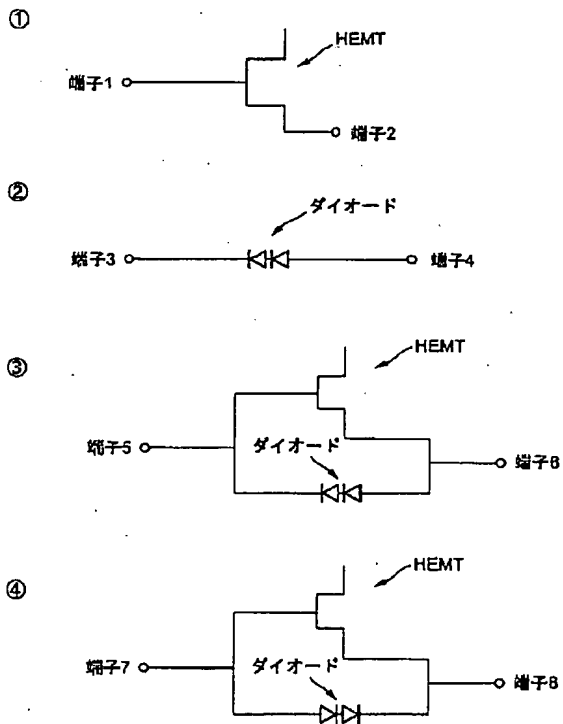 ①
HEMT
端子1
端子2
②
ダイオード
端子3
端子4
③
HEMT
端子5
ダイオード
端子6
④
HEMT
端子7
ダイオード
端子8